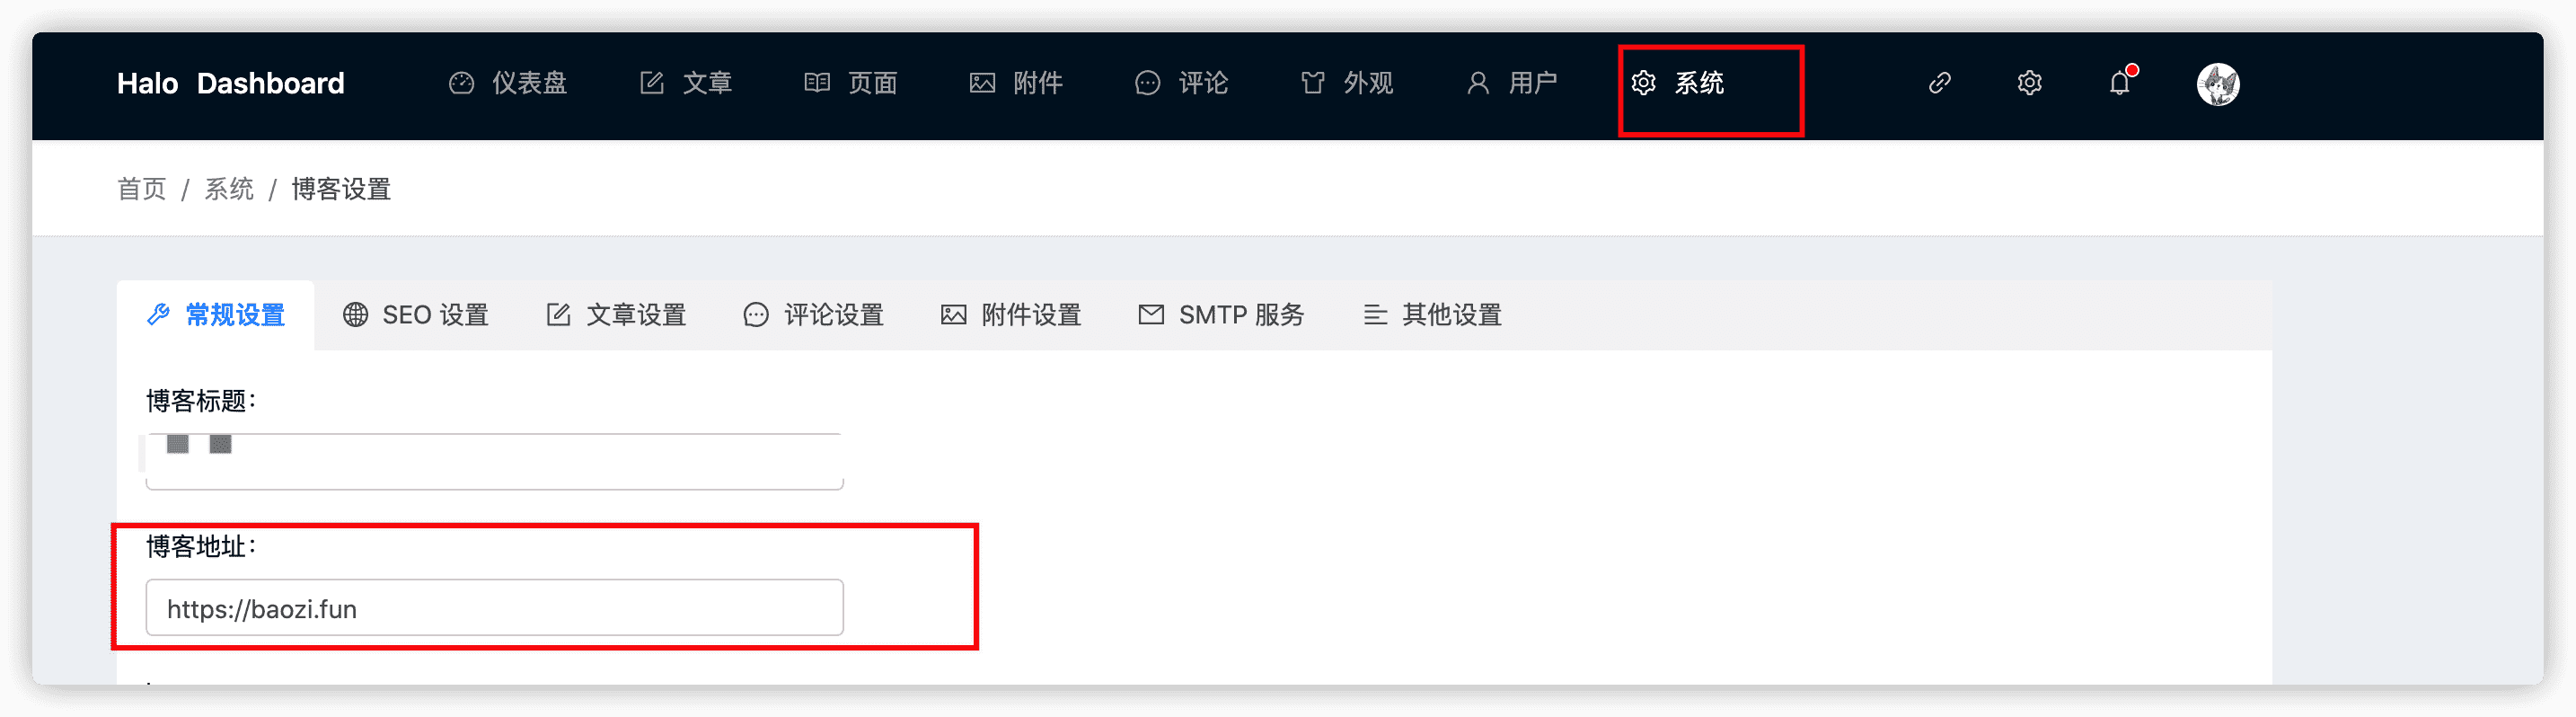 Halo Dashboard 仪表盘 文章 页面 附件 评论 外观 用户 系统
首页 / 系统 / 博客设置
常规设置 SEO 设置 文章设置 评论设置 附件设置 SMTP 服务 其他设置
博客标题：
博客地址：
https://baozi.fun